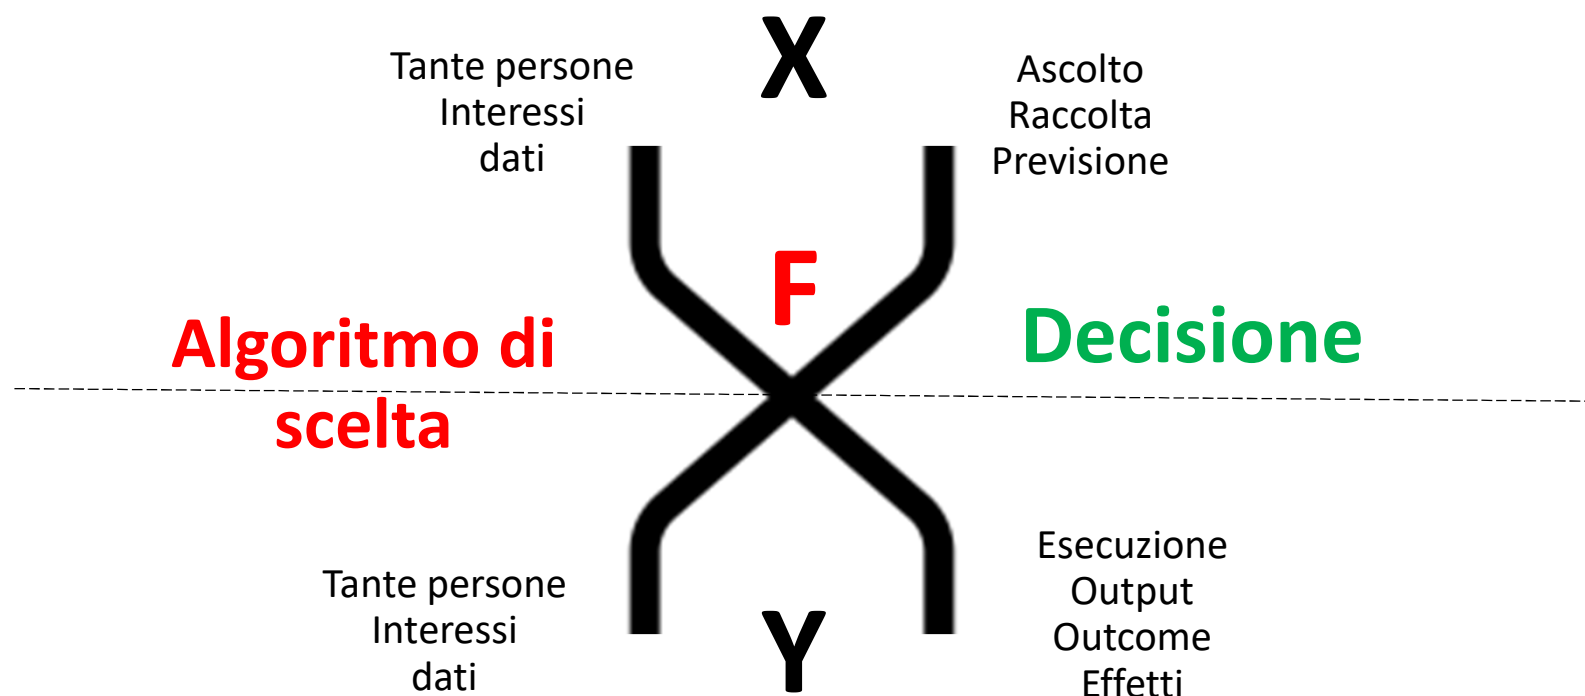 X
Tante persone
Interessi
dati
Ascolto
Raccolta
Previsione
F
Algoritmo di
scelta
Decisione
Tante persone
Interessi
dati
Y
Esecuzione
Output
Outcome
Effetti